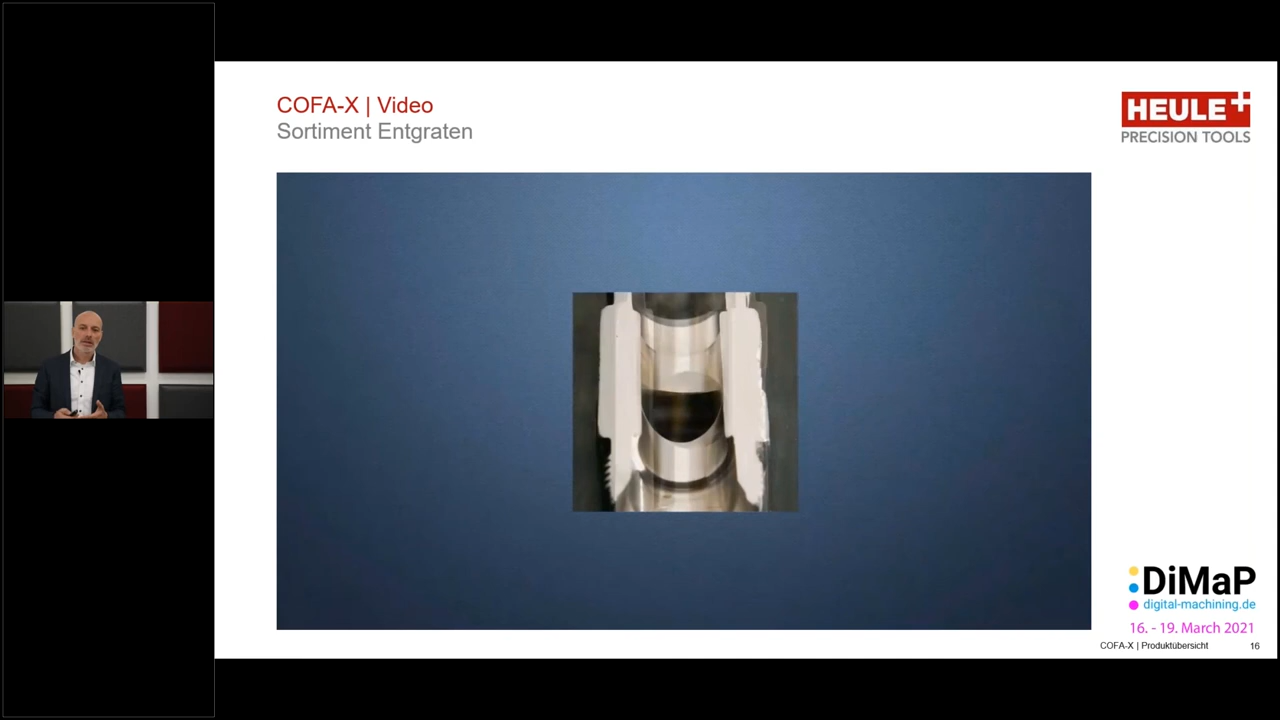 COFA-X | Video
Sortiment Entgraten
HEULE
PRECISION TOOLS
DiMaP
digital-machining.de
16. - 19. March 2021
COFA-X | Produktübersicht 16